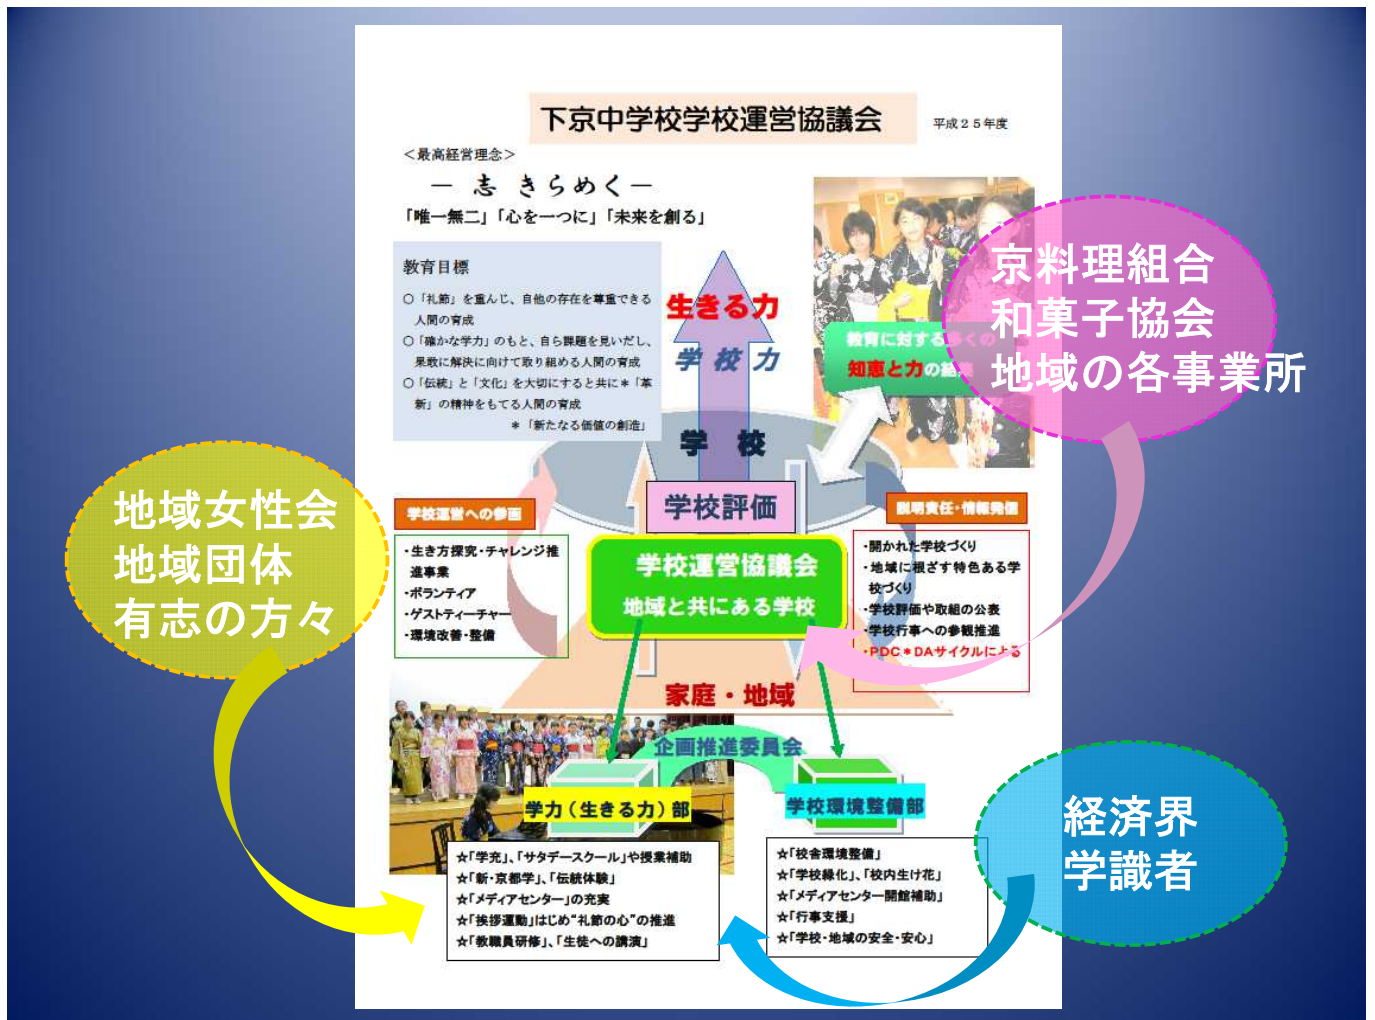 下京中学校学校運営協議会
平成25年度
<最高経営理念>
－ 志 きらめく－
「唯一無二」「心を一つに」「未来を創る」
教育目標
○「礼節」を重んじ、自他の存在を尊重できる
人間の育成
○「確かな学力」のもと、自ら課題を見いだし、
果敢に解決に向けて取り組める人間の育成
○「伝統」と「文化」を大切にすると共に＊「革
新」の精神をもてる人間の育成
＊「新たなる価値の創造」
生きる力
学校力
学 校
教育に対する多くの
知恵と力の結
京料理組合
和菓子協会
地域の各事業所
地域女性会
地域団体
有志の方々
学校運営への参画
・生き方探究・チャレンジ推
進事業
・ボランティア
・ゲストティーチャー
・環境改善・整備
学校評価
学校運営協議会
地域と共にある学校
説明責任・情報発信
・開かれた学校づくり
・地域に根ざす特色ある学
校づくり
・学校評価や取組の公表
・学校行事への参観推進
・PDC＊DAサイクルによる
家庭・地域
企画推進委員会
学力（生きる力）部
☆「学充」、「サタデースクール」や授業補助
☆「新・京都学」、「伝統体験」
☆「メディアセンター」の充実
☆「挨拶運動」はじめ“礼節の心”の推進
☆「教職員研修」、「生徒への講演」
学校環境整備部
☆「校舎環境整備」
☆「学校緑化」、「校内生け花」
☆「メディアセンター開館補助」
☆「行事支援」
☆「学校・地域の安全・安心」
経済界
学識者